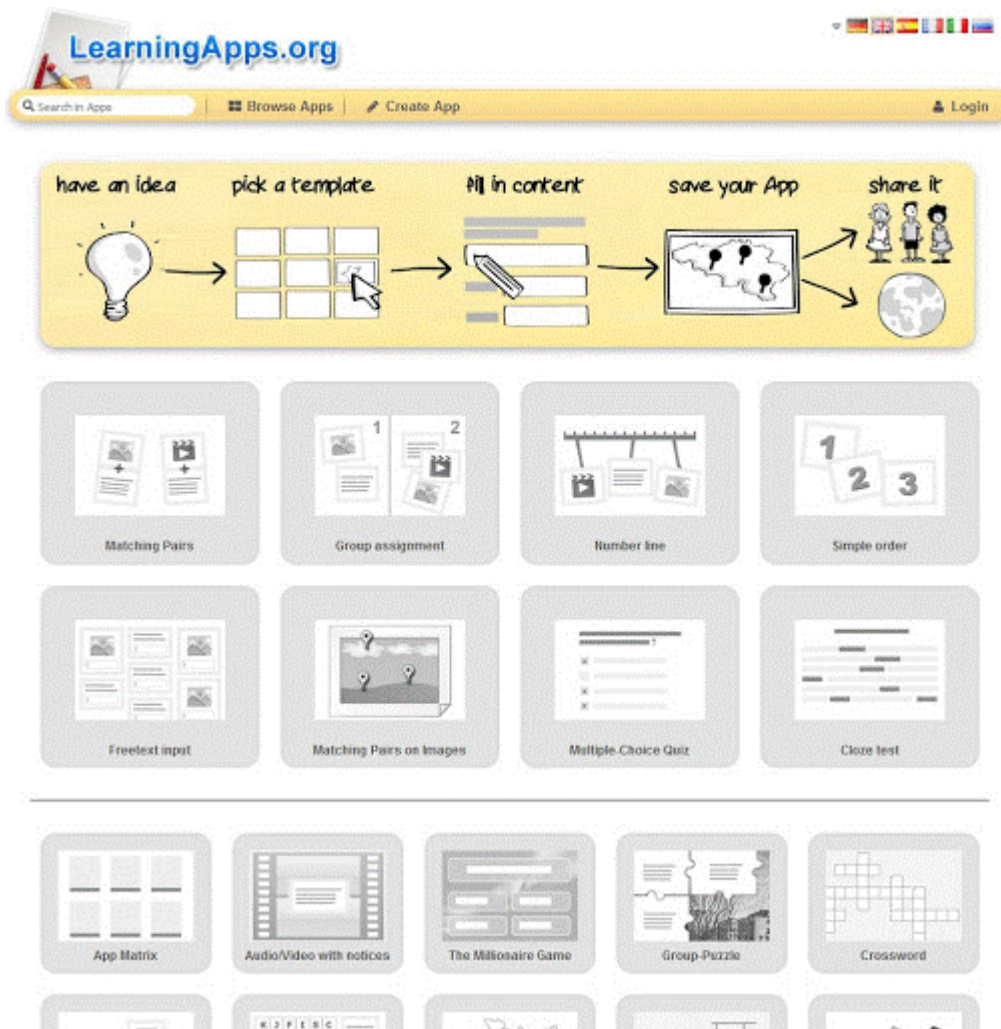 LearningApps.org
Search in Apps
Browse Apps
Create App
Login
have an idea
pick a template
fill in content
save your App
share it
1
2
1
2
3
Matching Pairs
Group assignment
Number line
Simple order
Freetext input
Matching Pairs on Images
Multiple-Choice Quiz
Cloze test
App Matrix
Audio/Video with notices
The Millionaire Game
Group-Puzzle
Crossword